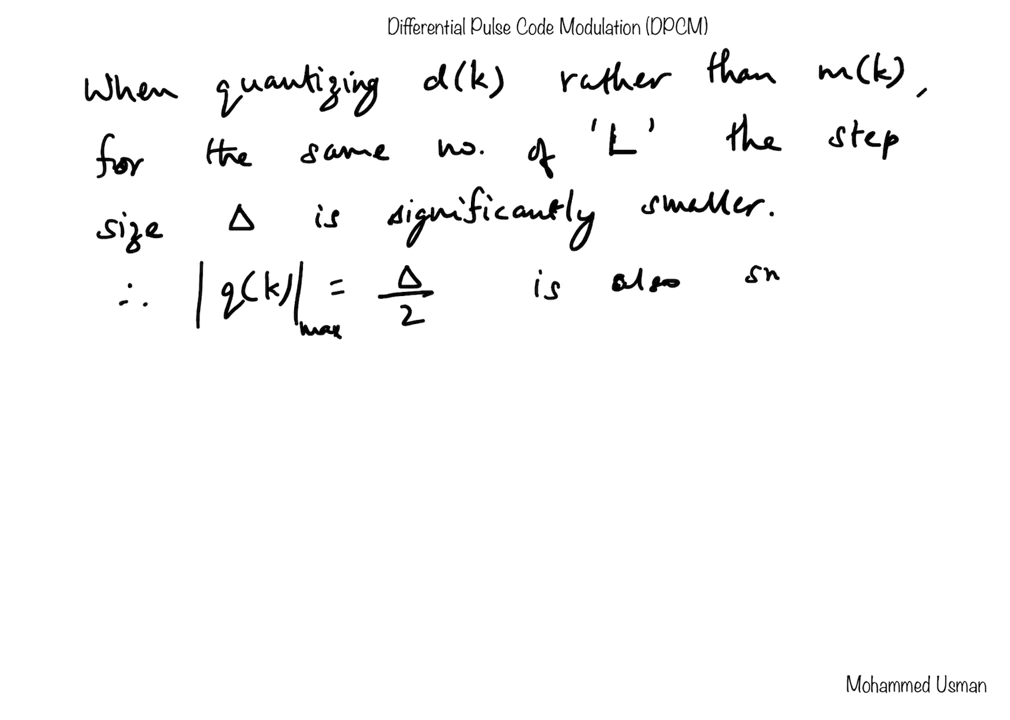 Differential Pulse Code Modulation (DPCM)
When quantizing d(k) rather than m(k),
for the same no. of 'L' the step
size Δ is significantly smaller.
∴ |q(k)|max = Δ/2 is also sm
Mohammed Usman